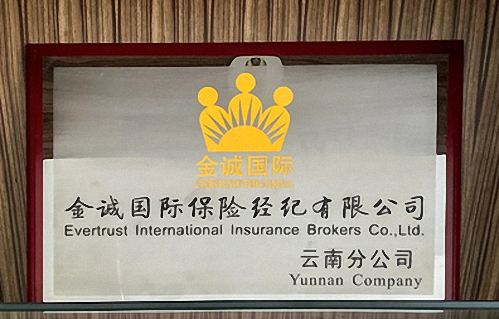 金诚国际
金诚国际保险经纪有限公司
Evertrust International Insurance Brokers Co.,Ltd.
云南分公司
Yunnan Company